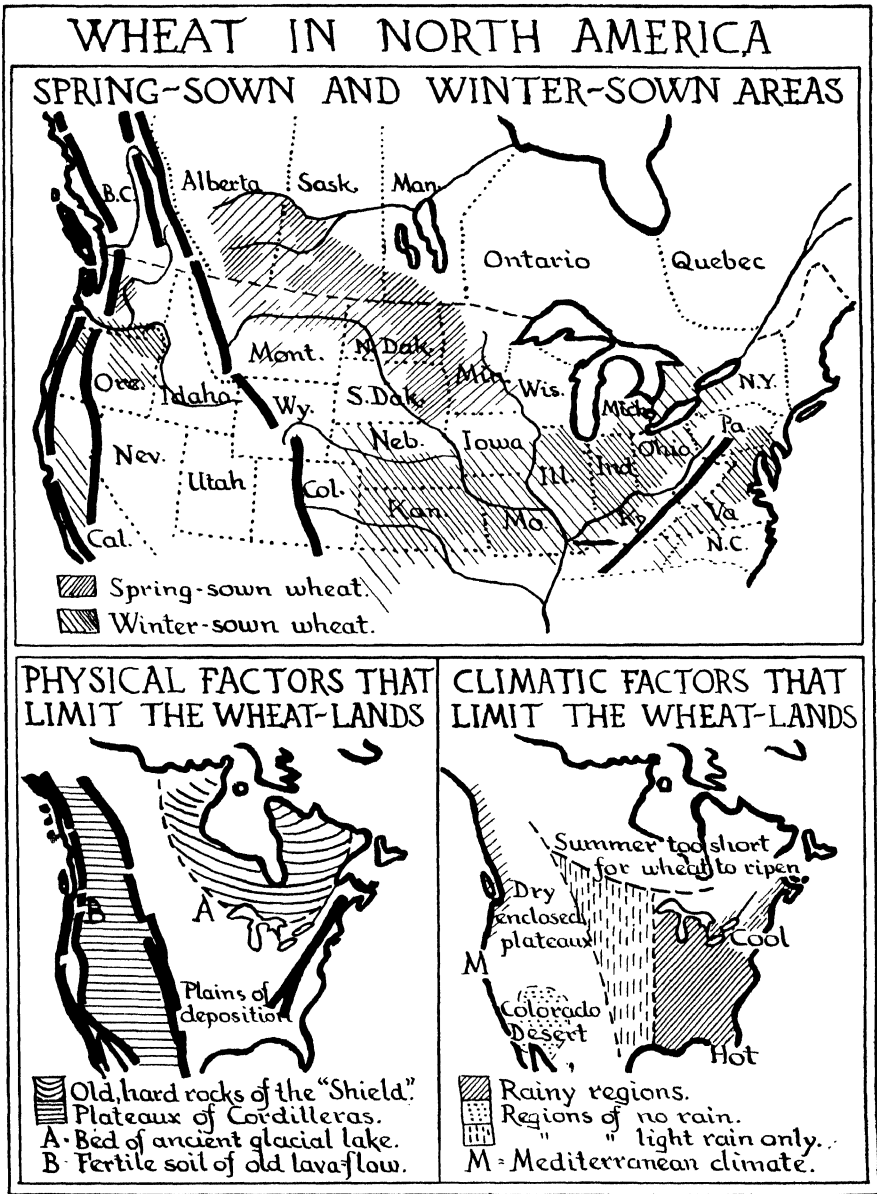 WHEAT IN NORTH AMERICA
SPRING-SOWN AND WINTER-SOWN AREAS
B.C.
Alberta
Sask.
Man.
Ontario
Quebec
Mont.
N.Dak.
Min.
Wis.
Mich.
N.Y.
Ore.
Idaho
Wy.
S.Dak.
Neb.
Iowa
Ill.
Ind.
Ohio
Pa
Nev.
Utah
Col.
Kan.
Mo.
Ky.
Va
N.C.
Cal.
Spring-sown wheat.
Winter-sown wheat.
PHYSICAL FACTORS THAT
LIMIT THE WHEAT-LANDS
B
A
Plains of
deposition
Old, hard rocks of the "Shield".
Plateaux of Cordilleras.
A · Bed of ancient glacial lake.
B · Fertile soil of old lava-flow.
CLIMATIC FACTORS THAT
LIMIT THE WHEAT-LANDS
Summer too short
for wheat to ripen
Dry
enclosed
plateaux
Cool
M
Colorado
Desert
Hot
Rainy regions.
Regions of no rain.
" " light rain only.
M = Mediterranean climate.